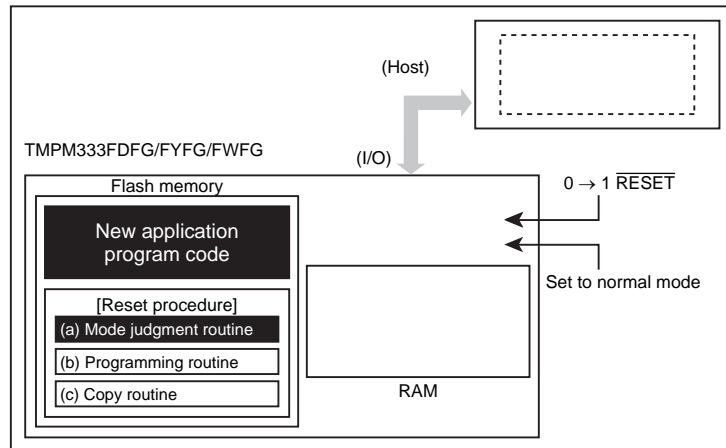 (Host)
TMPM333FDFG/FYFG/FWFG
(I/O)
Flash memory
0 → 1 RESET
New application
program code
Set to normal mode
[Reset procedure]
(a) Mode judgment routine
(b) Programming routine
(c) Copy routine
RAM